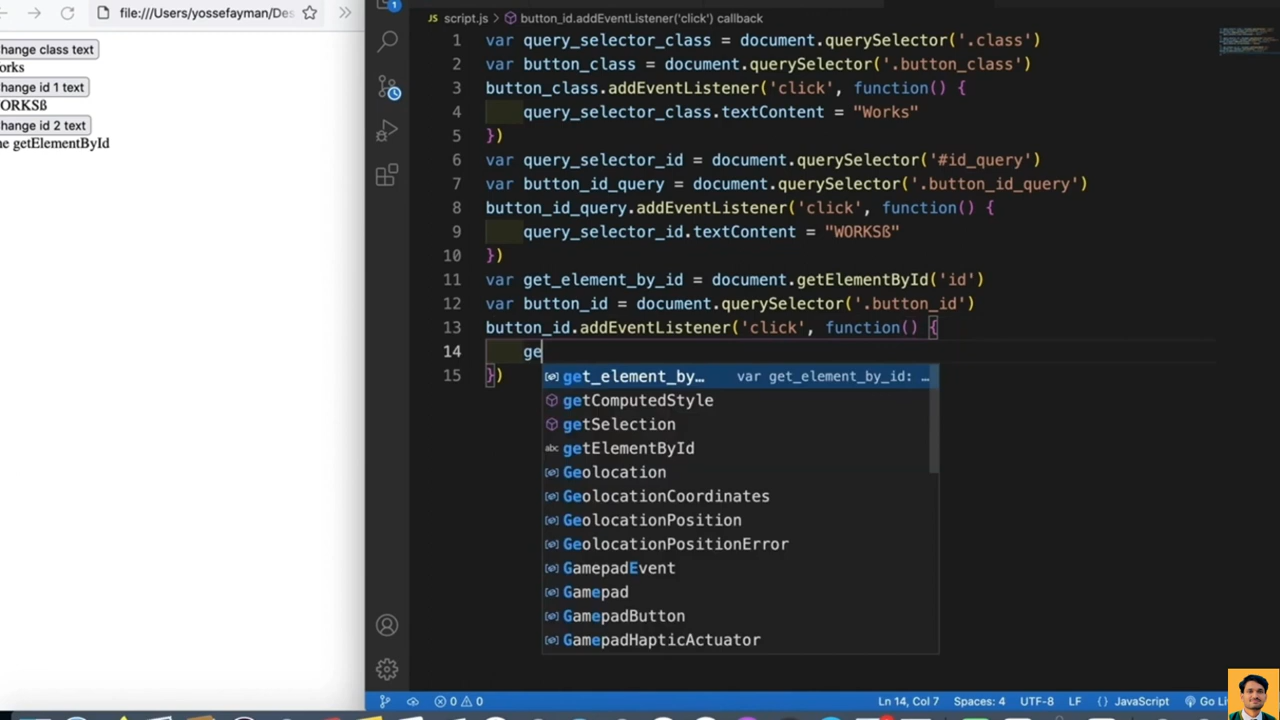 file:///Users/yossefayman/Des
script.js > button_id.addEventListener('click') callback
hange class text
orks
hange id 1 text
ORKSß
hange id 2 text
e getElementById
1 var query_selector_class = document.querySelector('.class')
2 var button_class = document.querySelector('.button_class')
3 button_class.addEventListener('click', function() {
4 query_selector_class.textContent = "Works"
5 })
6 var query_selector_id = document.querySelector('#id_query')
7 var button_id_query = document.querySelector('.button_id_query')
8 button_id_query.addEventListener('click', function() {
9 query_selector_id.textContent = "WORKSß"
10 })
11 var get_element_by_id = document.getElementById('id')
12 var button_id = document.querySelector('.button_id')
13 button_id.addEventListener('click', function() {
14 ge
15 })
get_element_by… var get_element_by_id: …
getComputedStyle
getSelection
abc getElementById
Geolocation
GeolocationCoordinates
GeolocationPosition
GeolocationPositionError
GamepadEvent
Gamepad
GamepadButton
GamepadHapticActuator
0 0 Ln 14, Col 7 Spaces: 4 UTF-8 LF {} JavaScript Go Li